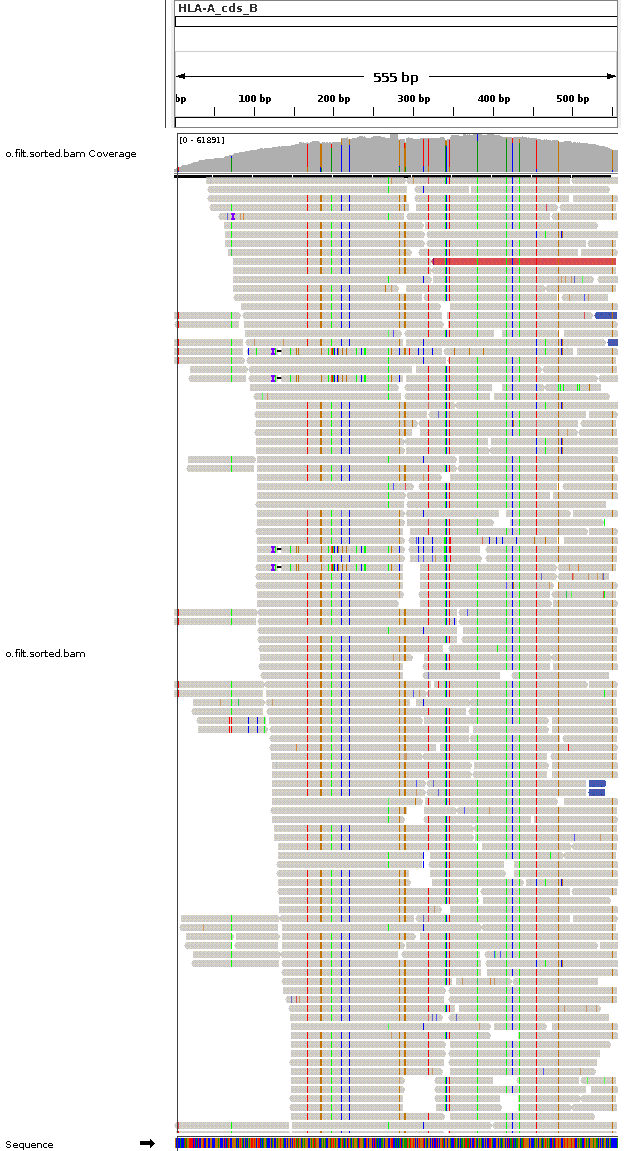 HLA-A_cds_B
555 bp
bp 100 bp 200 bp 300 bp 400 bp 500 bp
[0 - 61891]
o.filt.sorted.bam Coverage
o.filt.sorted.bam
Sequence